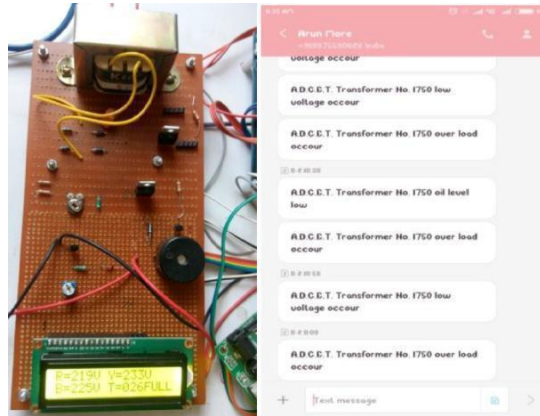 R=219V Y=233V
B=225V T=026FULL
Arun More
voltage occour
A.D.C.E.T. Transformer No. 1750 low
voltage occour
A.D.C.E.T. Transformer No. 1750 over load
occour
A.D.C.E.T. Transformer No. 1750 oil level
low
A.D.C.E.T. Transformer No. 1750 over load
occour
A.D.C.E.T. Transformer No. 1750 low
voltage occour
A.D.C.E.T. Transformer No. 1750 over load
occour
Text message